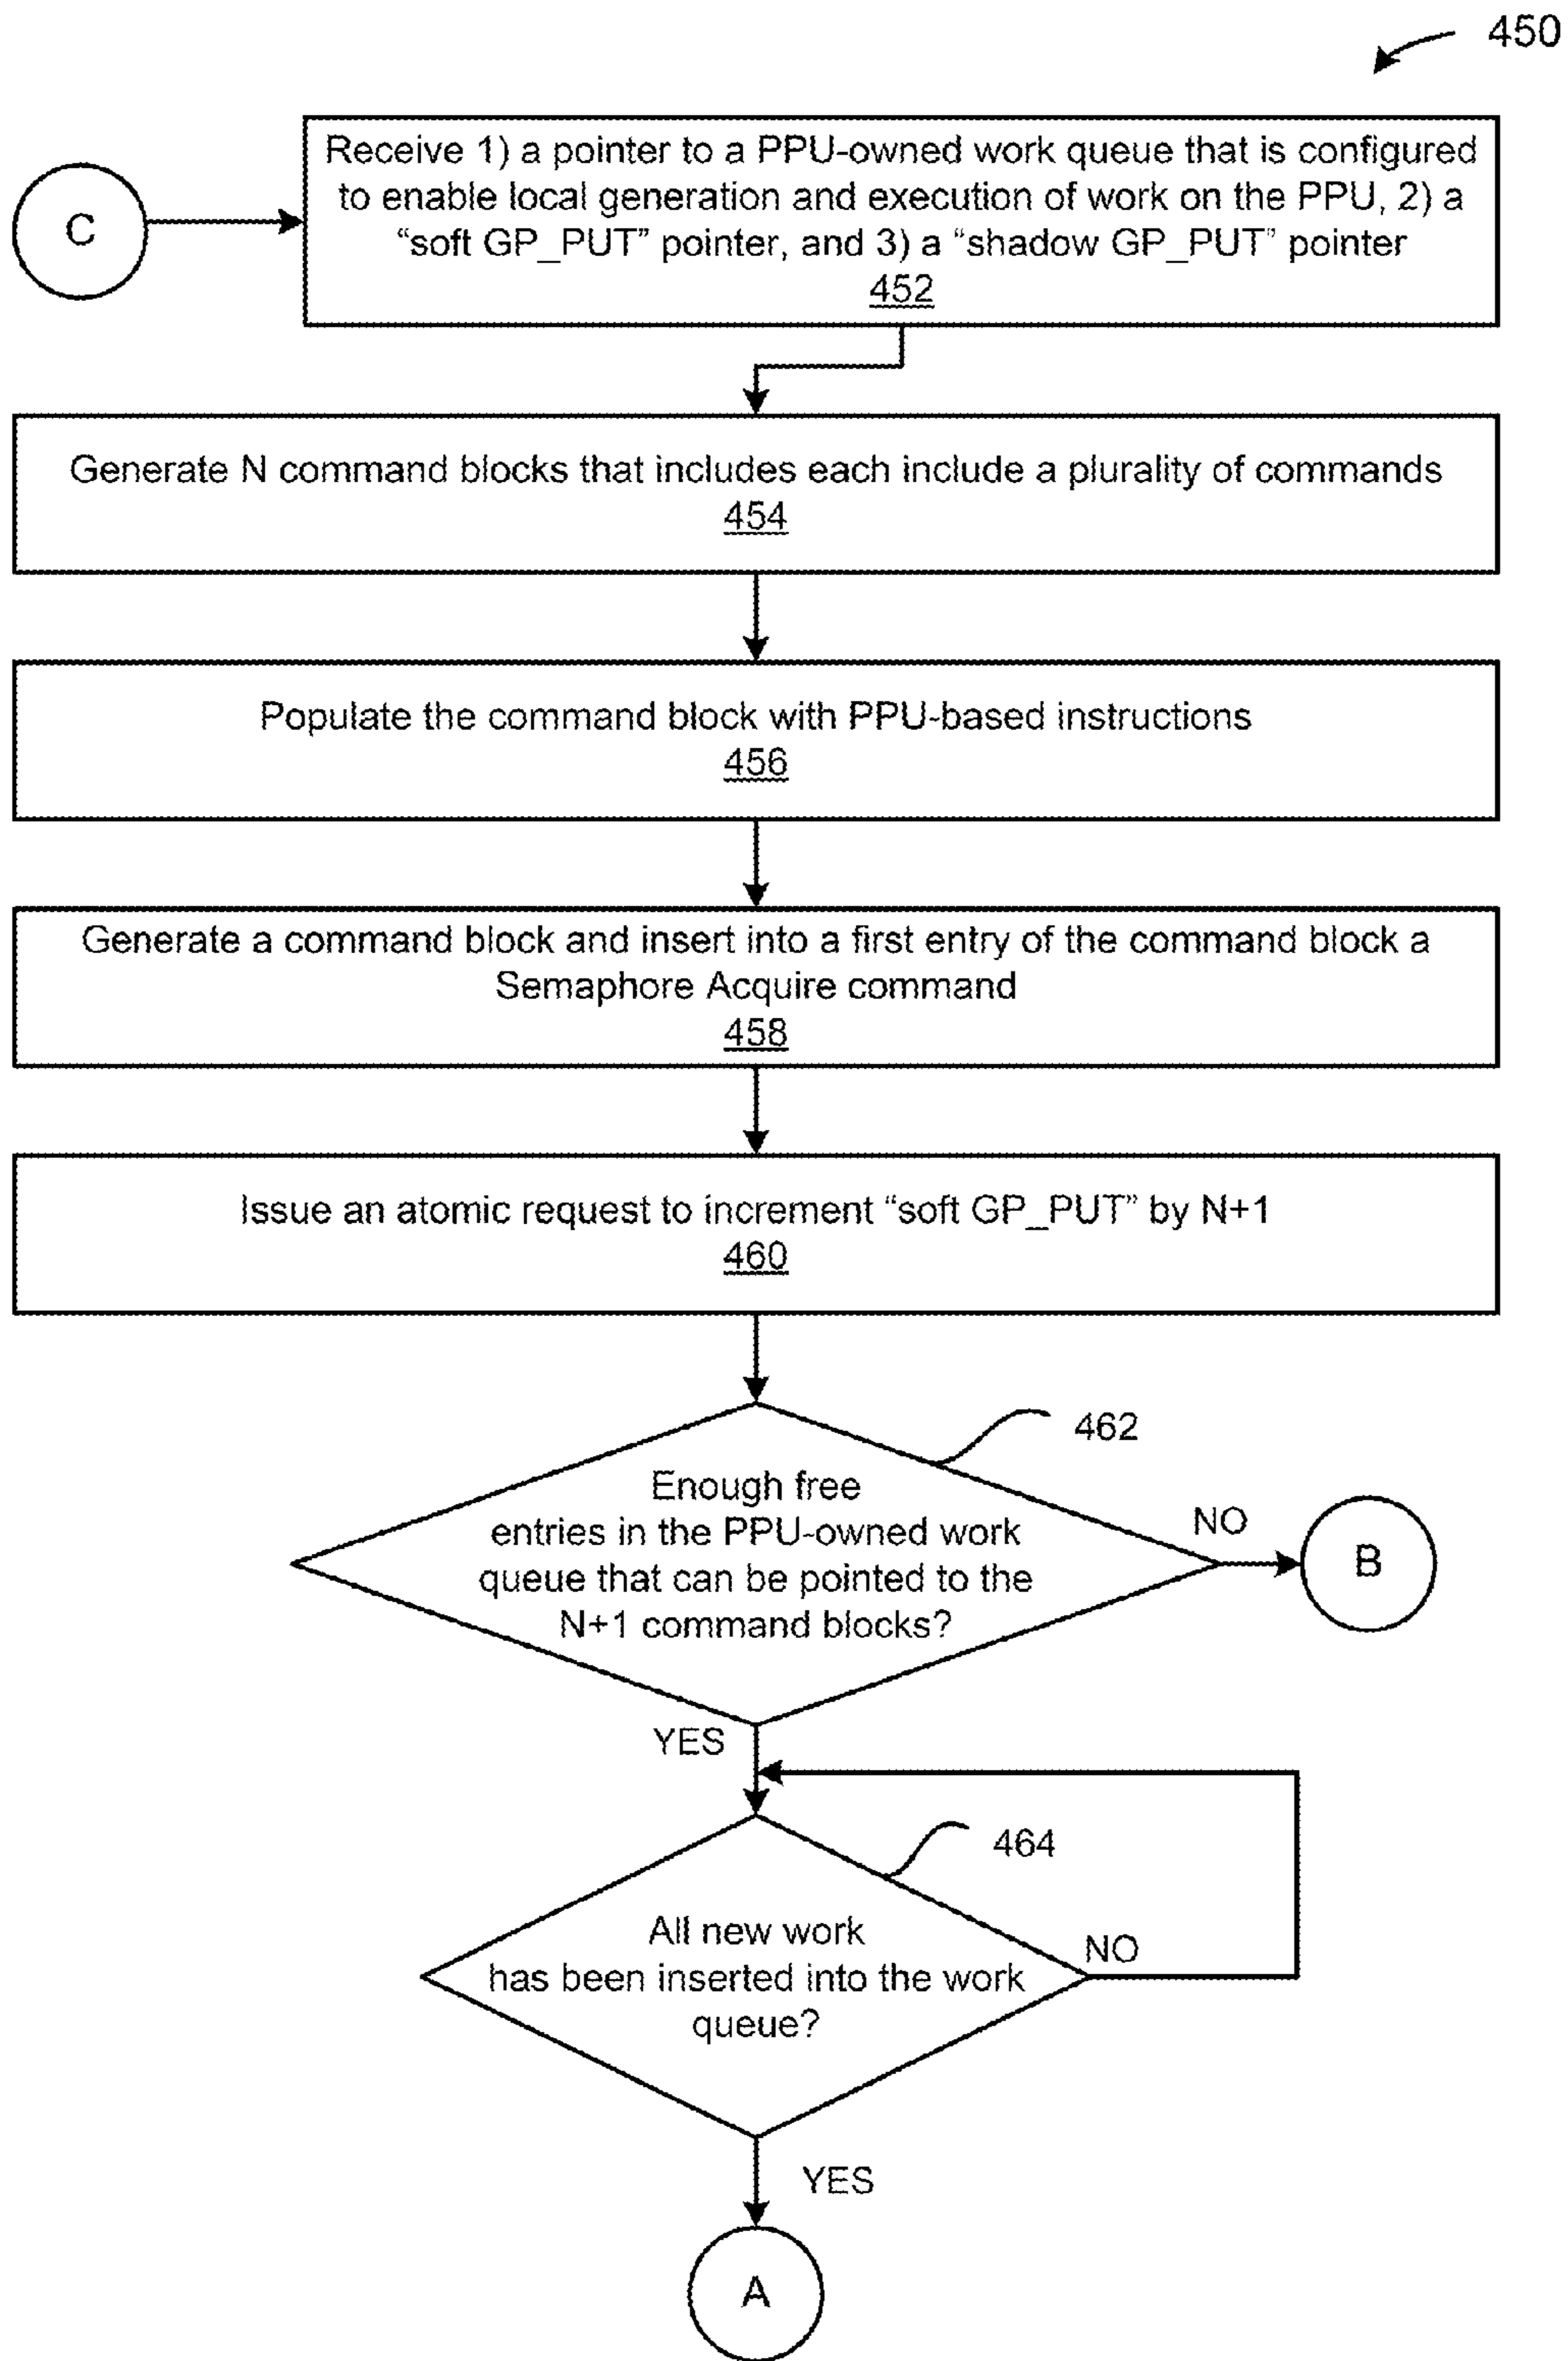 450
C
Receive 1) a pointer to a PPU-owned work queue that is configured
to enable local generation and execution of work on the PPU, 2) a
“soft GP_PUT” pointer, and 3) a “shadow GP_PUT” pointer
452
Generate N command blocks that includes each include a plurality of commands
454
Populate the command block with PPU-based instructions
456
Generate a command block and insert into a first entry of the command block a
Semaphore Acquire command
458
Issue an atomic request to increment “soft GP_PUT” by N+1
460
462
Enough free
entries in the PPU-owned work
queue that can be pointed to the
N+1 command blocks?
NO
B
YES
464
All new work
has been inserted into the work
queue?
NO
YES
A